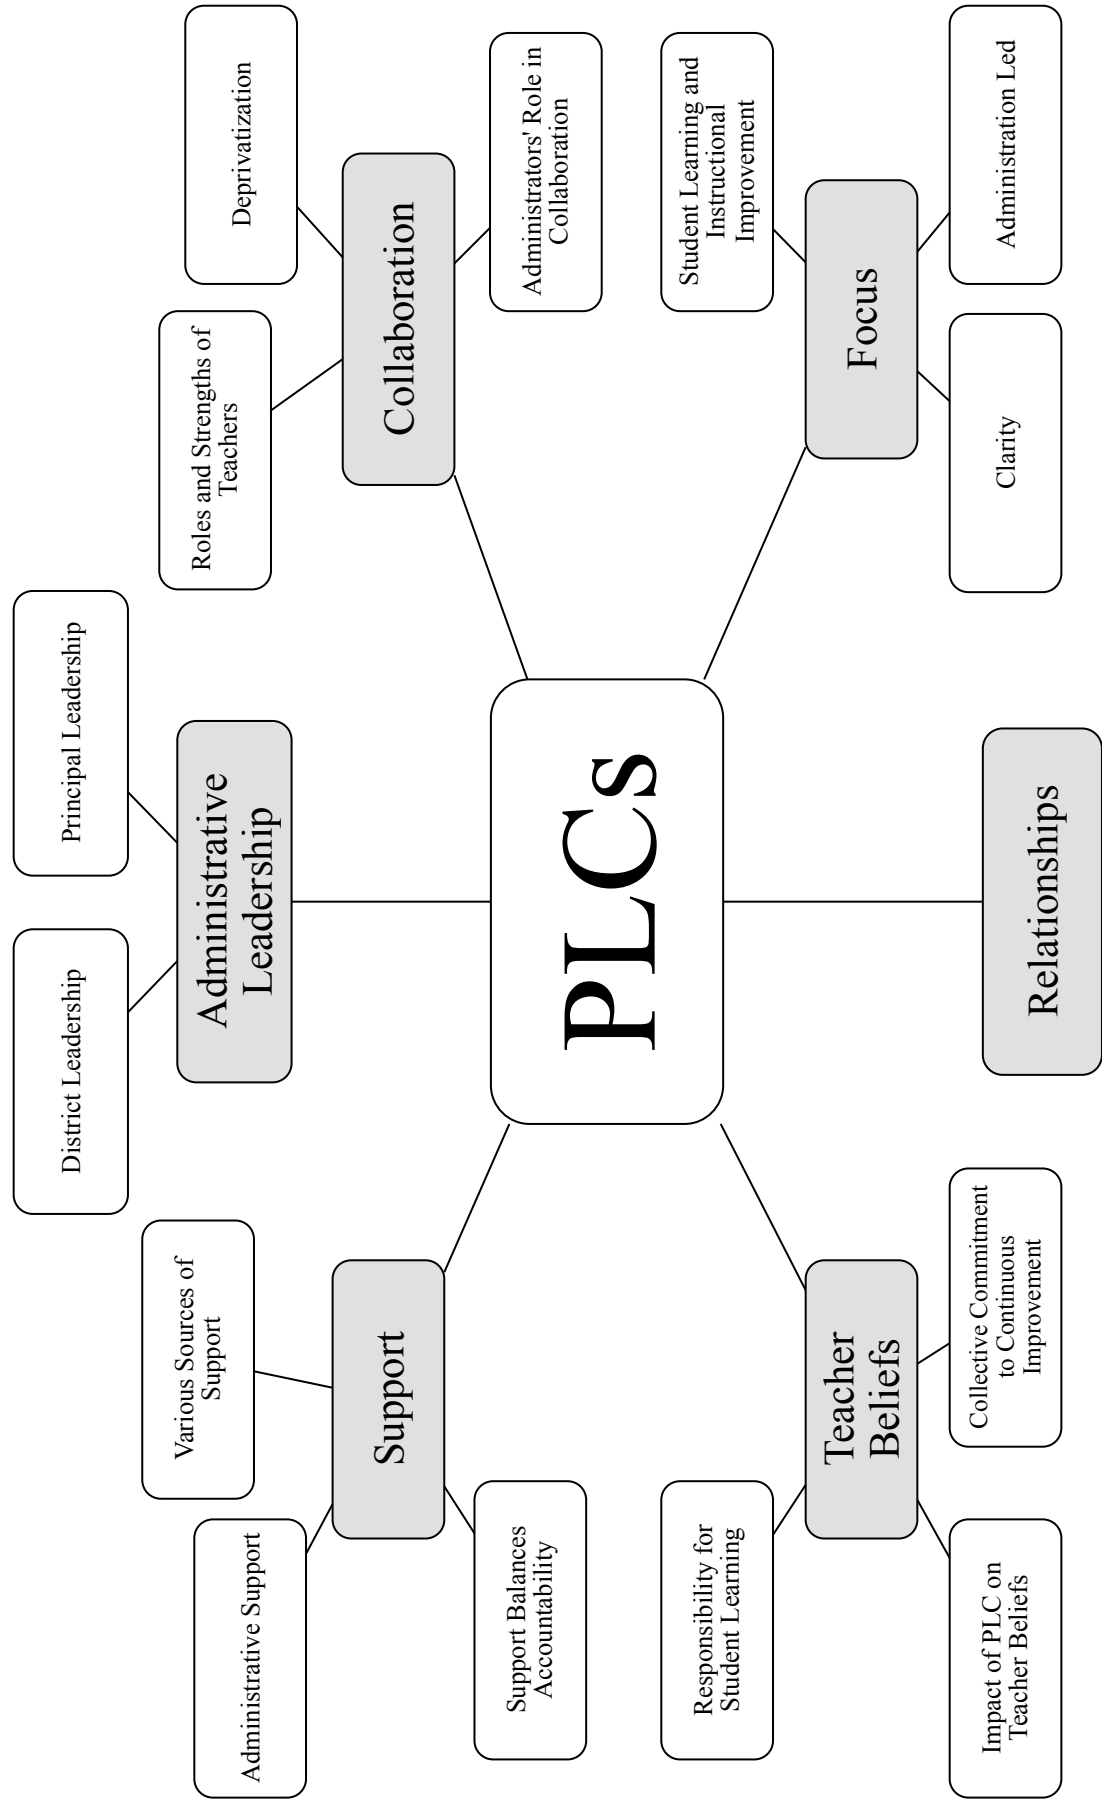 District Leadership
Principal Leadership
Administrative
Leadership
Various Sources of
Support
Administrative Support
Support
Support Balances
Accountability
Roles and Strengths of
Teachers
Deprivatization
Collaboration
Administrators' Role in
Collaboration
PLCs
Responsibility for
Student Learning
Teacher
Beliefs
Impact of PLC on
Teacher Beliefs
Collective Commitment
to Continuous
Improvement
Relationships
Student Learning and
Instructional
Improvement
Focus
Clarity
Administration Led